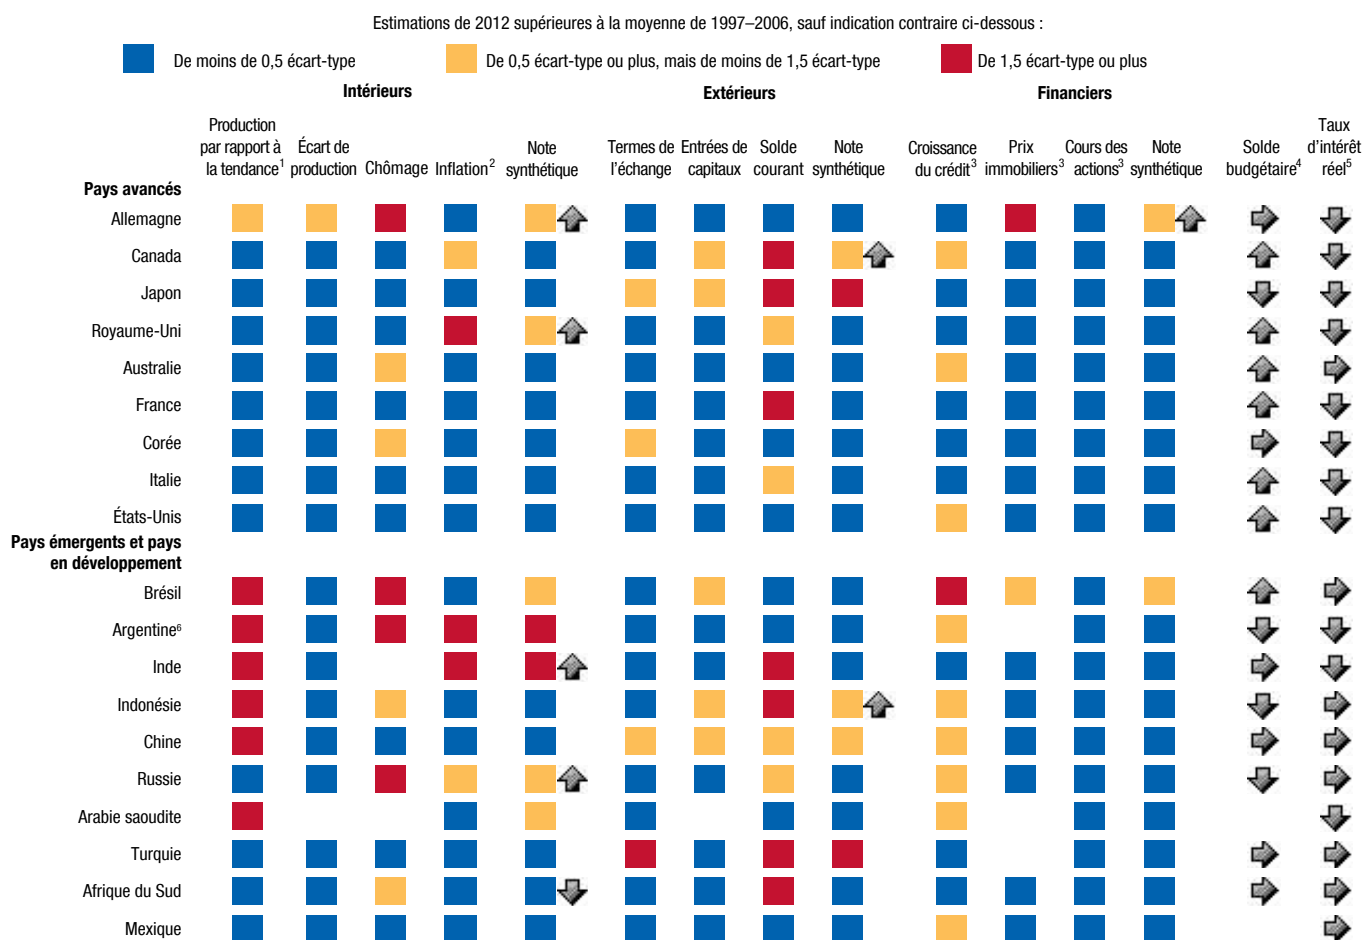 Estimations de 2012 supérieures à la moyenne de 1997–2006, sauf indication contraire ci-dessous :
De moins de 0,5 écart-type
De 0,5 écart-type ou plus, mais de moins de 1,5 écart-type
De 1,5 écart-type ou plus
Intérieurs
Extérieurs
Financiers
Production par rapport à la tendance1
Écart de production
Chômage
Inflation2
Note synthétique
Termes de l'échange
Entrées de capitaux
Solde courant
Note synthétique
Croissance du crédit3
Prix immobiliers3
Cours des actions3
Note synthétique
Solde budgétaire4
Taux d'intérêt réel5
Pays avancés
Allemagne
Canada
Japon
Royaume-Uni
Australie
France
Corée
Italie
États-Unis
Pays émergents et pays
en développement
Brésil
Argentine6
Inde
Indonésie
Chine
Russie
Arabie saoudite
Turquie
Afrique du Sud
Mexique